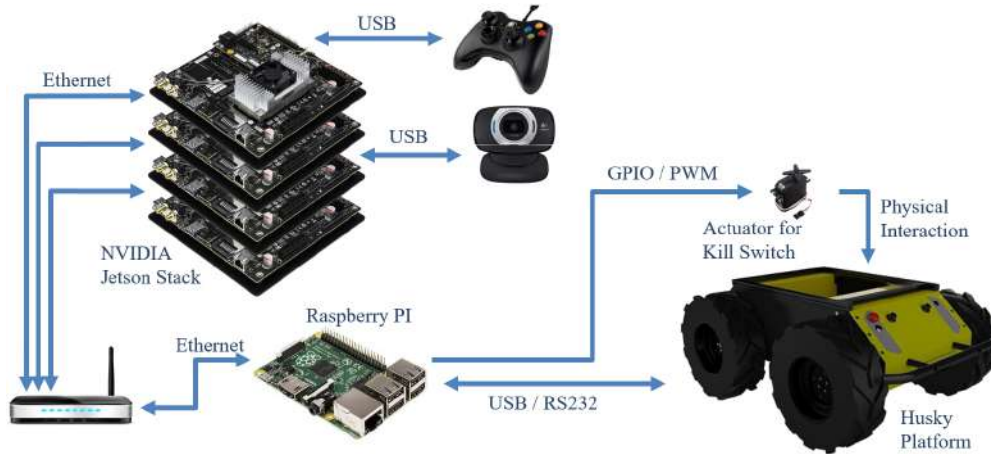 USB
Ethernet
USB
GPIO / PWM
Actuator for
Kill Switch
Physical
Interaction
NVIDIA
Jetson Stack
Raspberry PI
Ethernet
USB / RS232
Husky
Platform